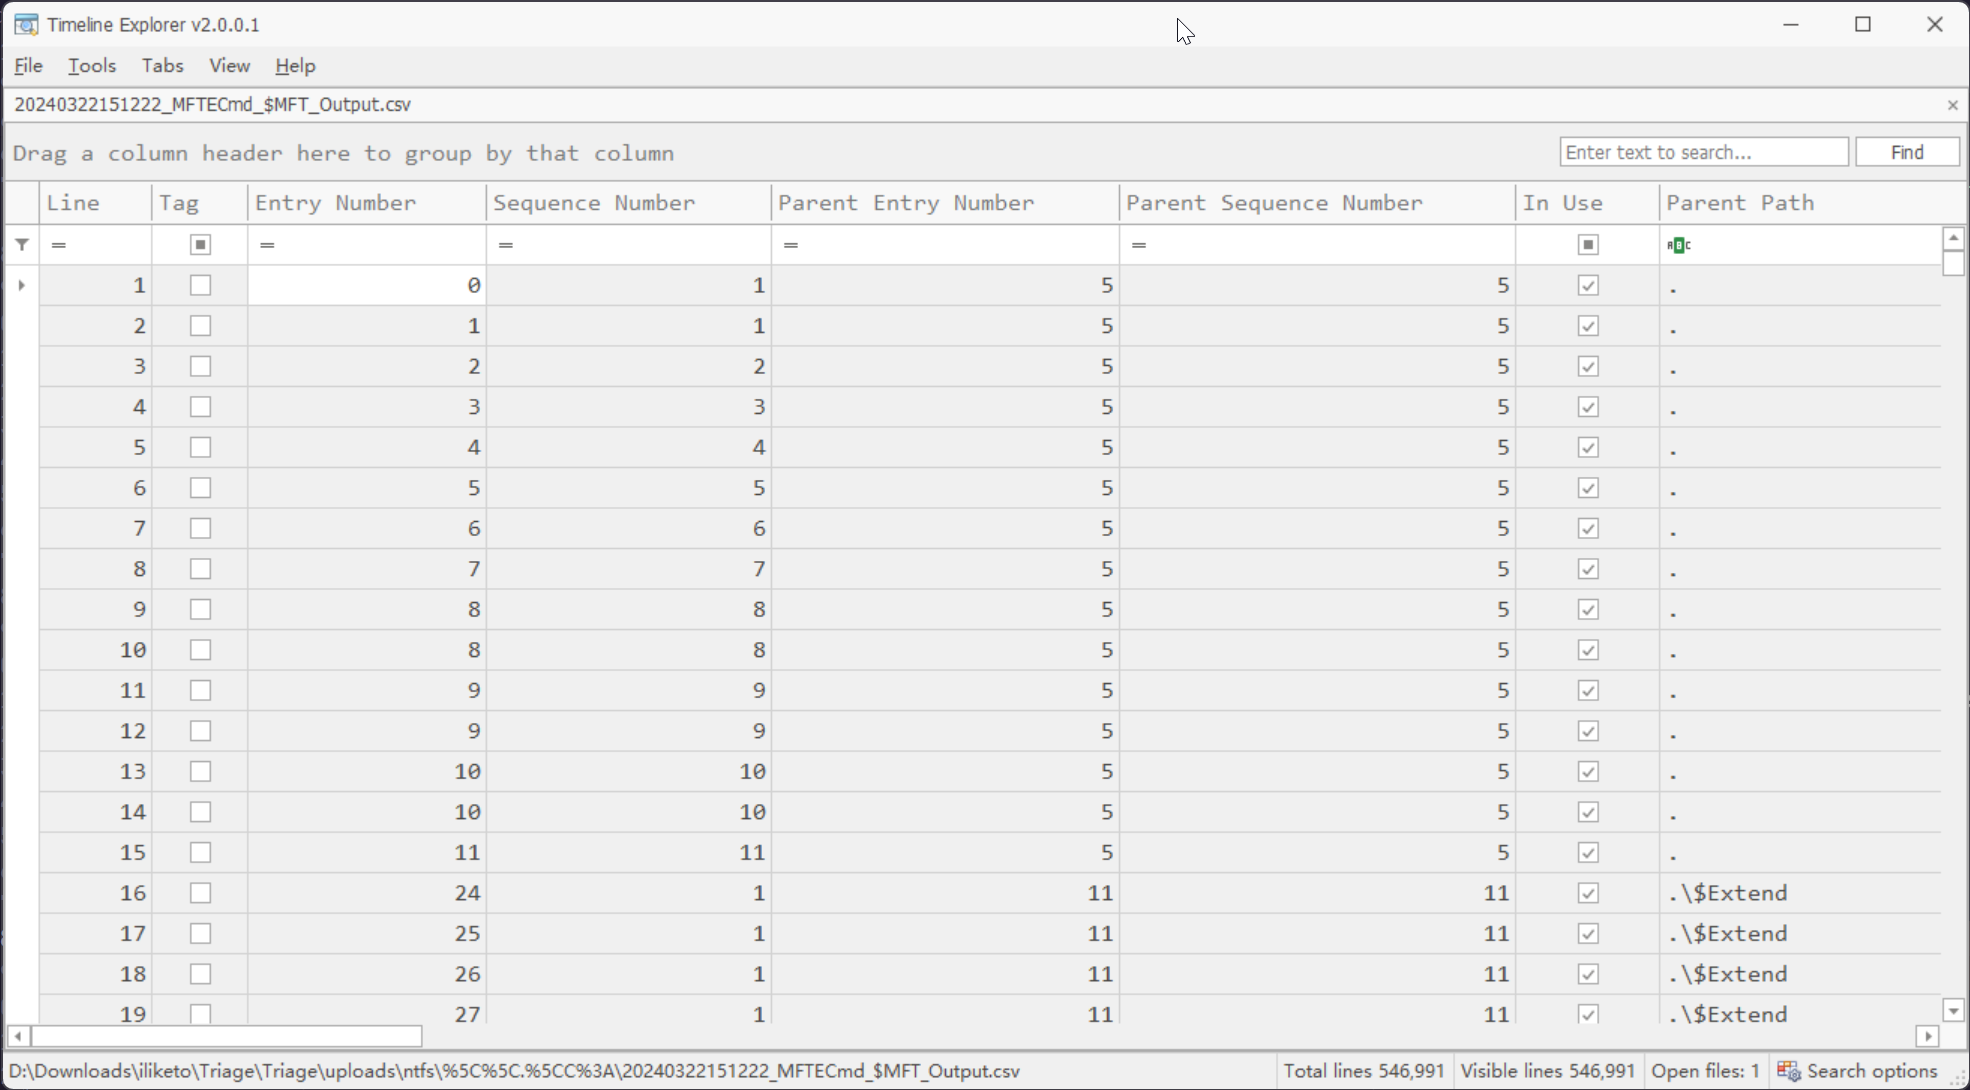 Timeline Explorer v2.0.0.1
File Tools Tabs View Help
20240322151222_MFTECmd_$MFT_Output.csv
Drag a column header here to group by that column
Enter text to search... Find
Line Tag Entry Number Sequence Number Parent Entry Number Parent Sequence Number In Use Parent Path
= = = = = ABC
1 0 1 5 5 .
2 1 1 5 5 .
3 2 2 5 5 .
4 3 3 5 5 .
5 4 4 5 5 .
6 5 5 5 5 .
7 6 6 5 5 .
8 7 7 5 5 .
9 8 8 5 5 .
10 8 8 5 5 .
11 9 9 5 5 .
12 9 9 5 5 .
13 10 10 5 5 .
14 10 10 5 5 .
15 11 11 5 5 .
16 24 1 11 11 .\$Extend
17 25 1 11 11 .\$Extend
18 26 1 11 11 .\$Extend
19 27 1 11 11 .\$Extend
D:\Downloads\iliketo\Triage\Triage\uploads\ntfs\%5C%5C.%5CC%3A\20240322151222_MFTECmd_$MFT_Output.csv Total lines 546,991 Visible lines 546,991 Open files: 1 Search options